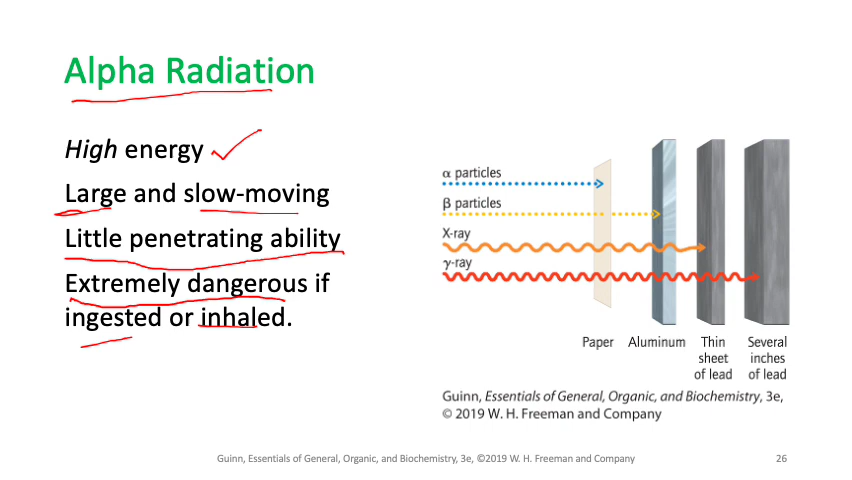 Alpha Radiation
High energy
Large and slow-moving
Little penetrating ability
Extremely dangerous if
ingested or inhaled.
α particles
β particles
X-ray
γ-ray
Paper
Aluminum
Thin
sheet
of lead
Several
inches
of lead
Guinn, Essentials of General, Organic, and Biochemistry, 3e,
© 2019 W. H. Freeman and Company
Guinn, Essentials of General, Organic, and Biochemistry, 3e, ©2019 W. H. Freeman and Company
26